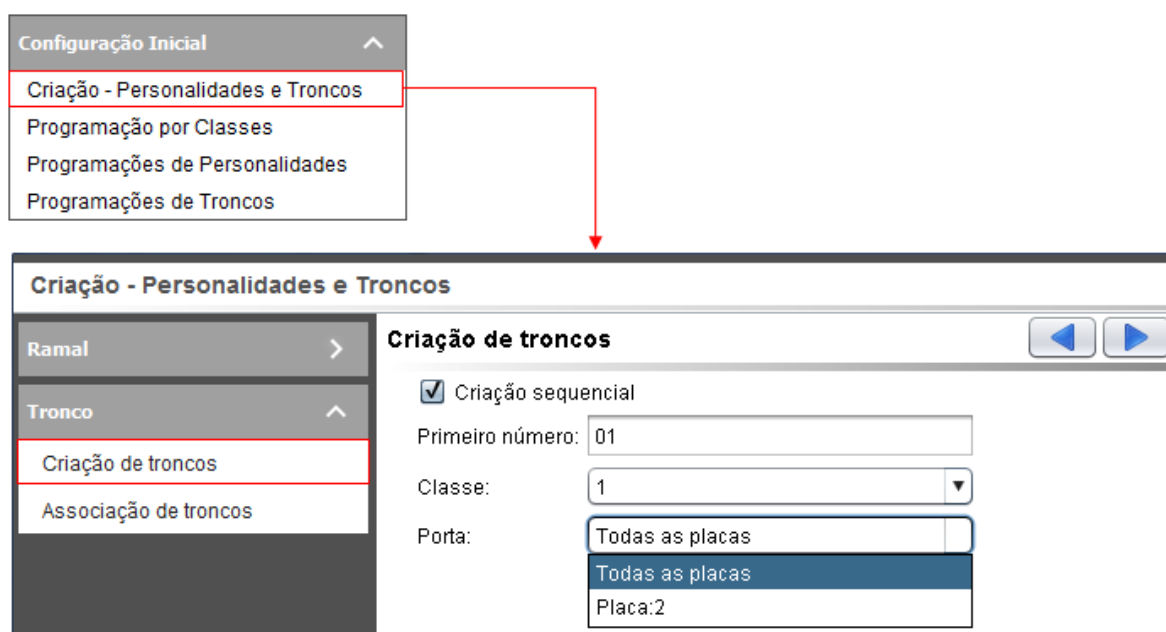 Configuração Inicial
Criação - Personalidades e Troncos
Programação por Classes
Programações de Personalidades
Programações de Troncos
Criação - Personalidades e Troncos
Ramal
Tronco
Criação de troncos
Associação de troncos
Criação de troncos
Criação sequencial
Primeiro número: 01
Classe: 1
Porta: Todas as placas
Todas as placas
Placa:2